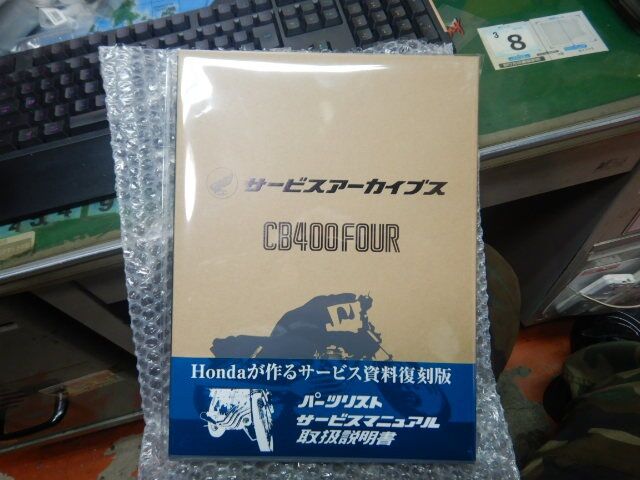 3
8
サービスアーカイブス
CB400FOUR
Hondaが作るサービス資料復刻版
パーツリスト
サービスマニュアル
取扱説明書